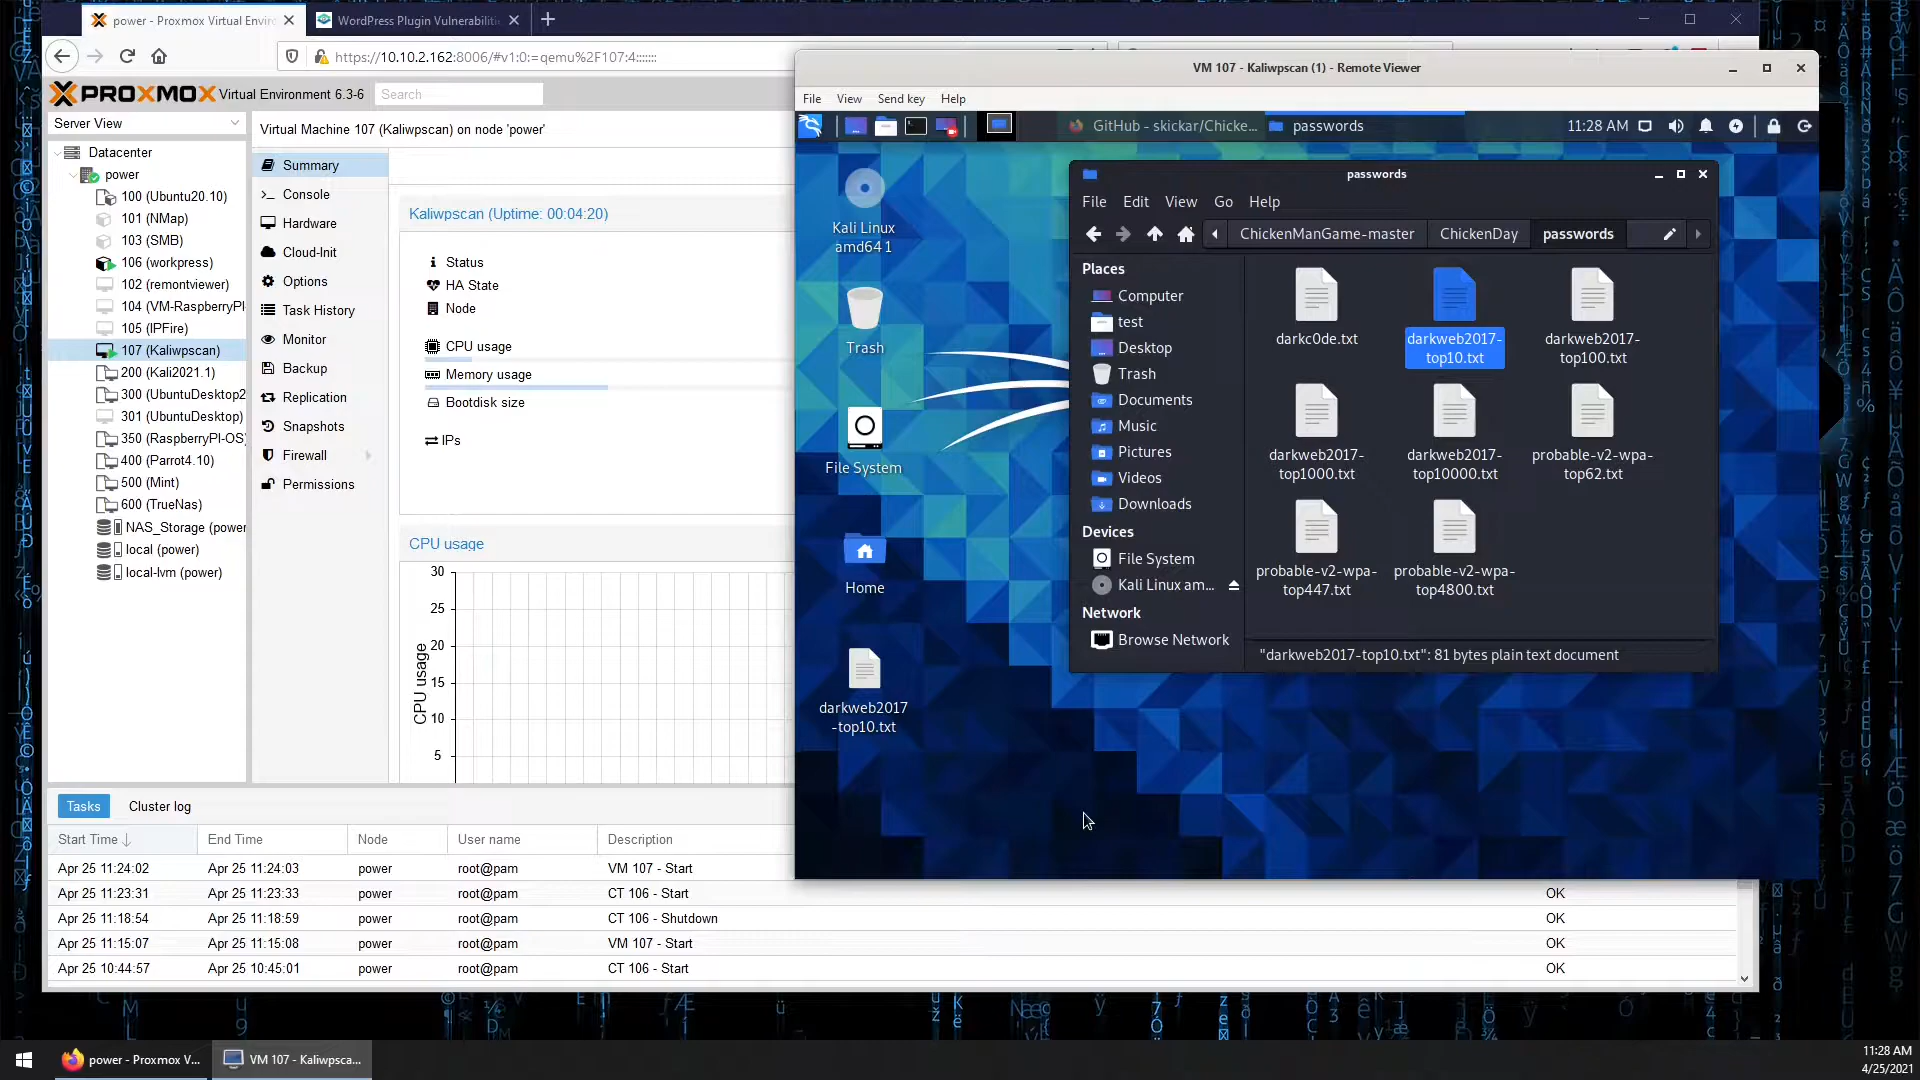 power - Proxmox Virtual Enviro
WordPress Plugin Vulnerabilitie
https://10.10.2.162:8006/#v1:0:=qemu%2F107:4:::::::
PROXMOX Virtual Environment 6.3-6
Search
Server View
Virtual Machine 107 (Kaliwpscan) on node 'power'
Datacenter
power
100 (Ubuntu20.10)
101 (NMap)
103 (SMB)
106 (workpress)
102 (remontviewer)
104 (VM-RaspberryPI-
105 (IPFire)
107 (Kaliwpscan)
200 (Kali2021.1)
300 (UbuntuDesktop2
301 (UbuntuDesktop)
350 (RaspberryPI-OS)
400 (Parrot4.10)
500 (Mint)
600 (TrueNas)
NAS_Storage (power
local (power)
local-lvm (power)
Summary
Console
Hardware
Cloud-Init
Options
Task History
Monitor
Backup
Replication
Snapshots
Firewall
Permissions
Kaliwpscan (Uptime: 00:04:20)
Status
HA State
Node
CPU usage
Memory usage
Bootdisk size
IPs
CPU usage
30
25
20
15
10
5
CPU usage
Tasks
Cluster log
Start Time End Time Node User name Description
Apr 25 11:24:02 Apr 25 11:24:03 power root@pam VM 107 - Start
Apr 25 11:23:31 Apr 25 11:23:33 power root@pam CT 106 - Start OK
Apr 25 11:18:54 Apr 25 11:18:59 power root@pam CT 106 - Shutdown OK
Apr 25 11:15:07 Apr 25 11:15:08 power root@pam VM 107 - Start OK
Apr 25 10:44:57 Apr 25 10:45:01 power root@pam CT 106 - Start OK
VM 107 - Kaliwpscan (1) - Remote Viewer
File View Send key Help
GitHub - skickar/Chicke...
passwords
11:28 AM
Kali Linux
amd64 1
Trash
File System
Home
darkweb2017
-top10.txt
passwords
File Edit View Go Help
ChickenManGame-master
ChickenDay
passwords
Places
Computer
test
Desktop
Trash
Documents
Music
Pictures
Videos
Downloads
Devices
File System
Kali Linux am...
Network
Browse Network
darkc0de.txt
darkweb2017-
top10.txt
darkweb2017-
top100.txt
darkweb2017-
top1000.txt
darkweb2017-
top10000.txt
probable-v2-wpa-
top62.txt
probable-v2-wpa-
top447.txt
probable-v2-wpa-
top4800.txt
"darkweb2017-top10.txt": 81 bytes plain text document
power - Proxmox V...
VM 107 - Kaliwpsca...
11:28 AM
4/25/2021